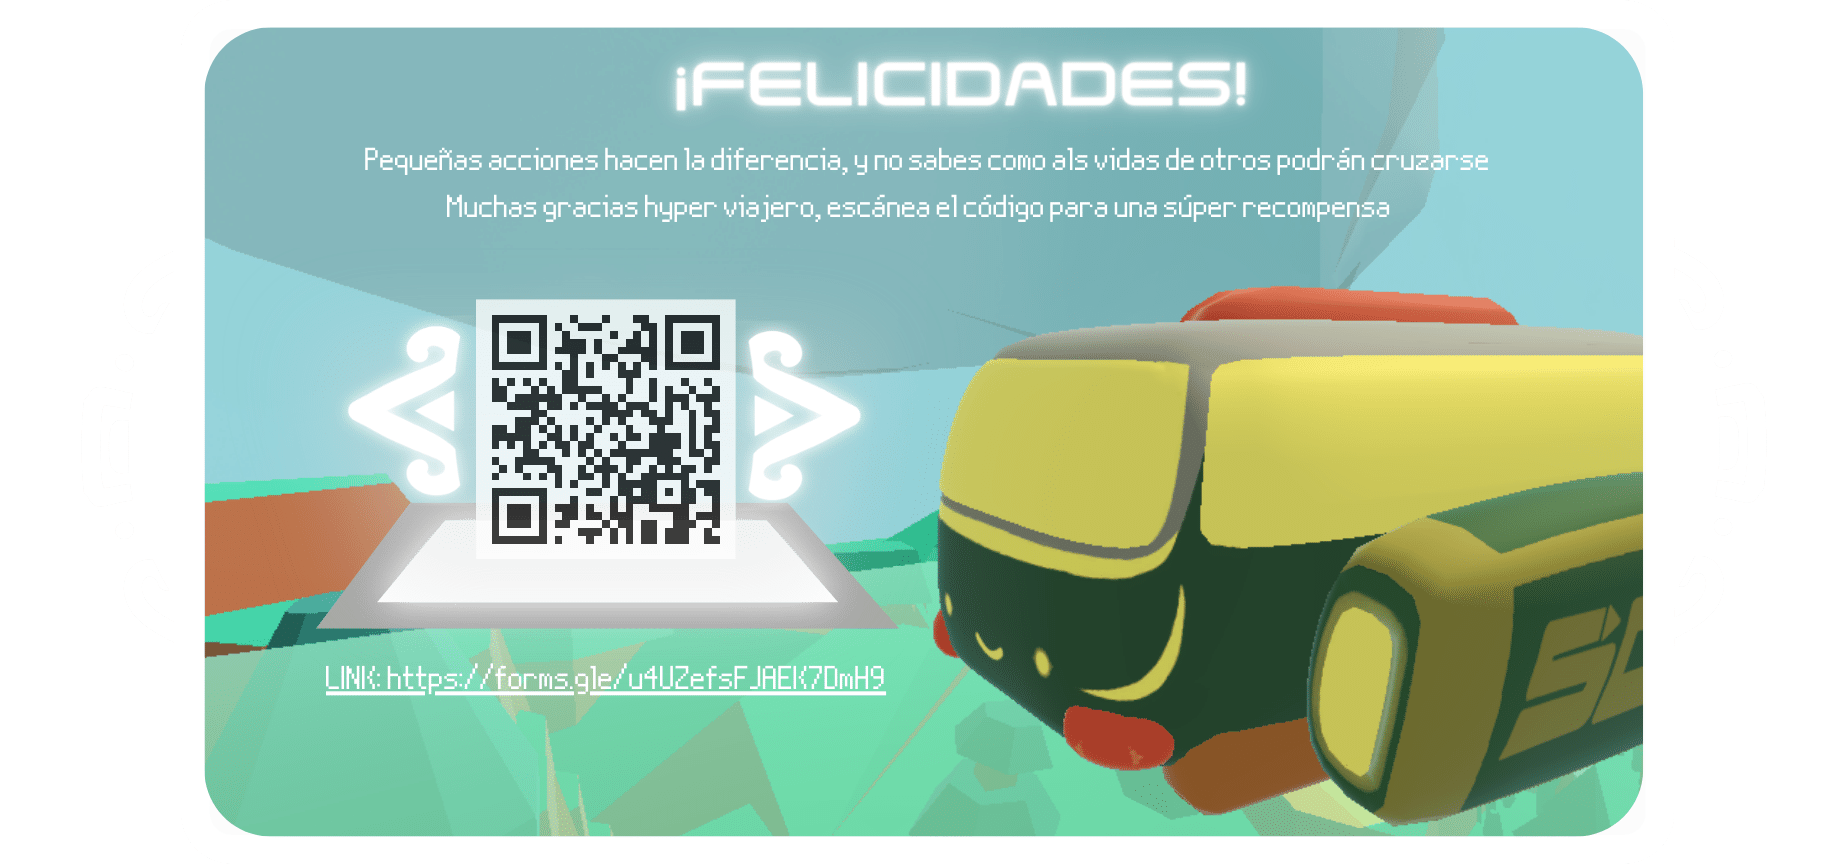 ¡FELICIDADES!
Pequeñas acciones hacen la diferencia, y no sabes como als vidas de otros podrán cruzarse
Muchas gracias hyper viajero, escánea el código para una súper recompensa
LINK: https://forms.gle/u4UZefsFJAEK7DmH9